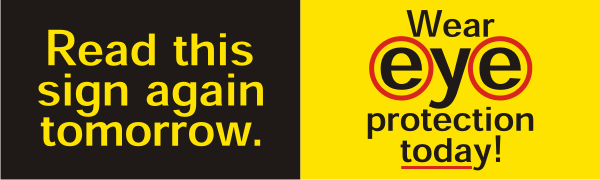 Read this
sign again
tomorrow.
Wear
eye
protection
today!